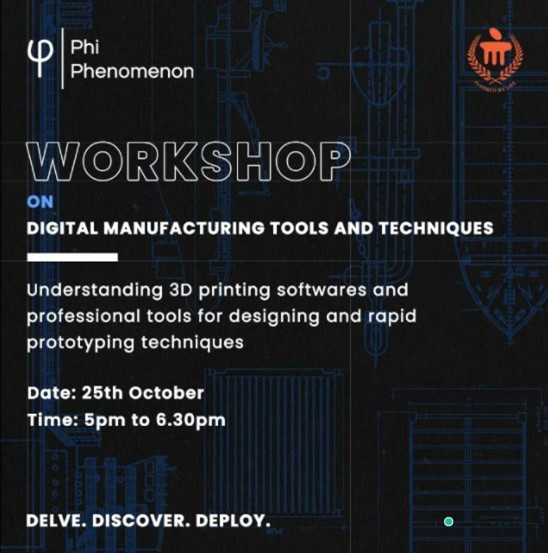 φ Phi
Phenomenon
WORKSHOP
ON
DIGITAL MANUFACTURING TOOLS AND TECHNIQUES
Understanding 3D printing softwares and
professional tools for designing and rapid
prototyping techniques
Date: 25th October
Time: 5pm to 6.30pm
DELVE. DISCOVER. DEPLOY.